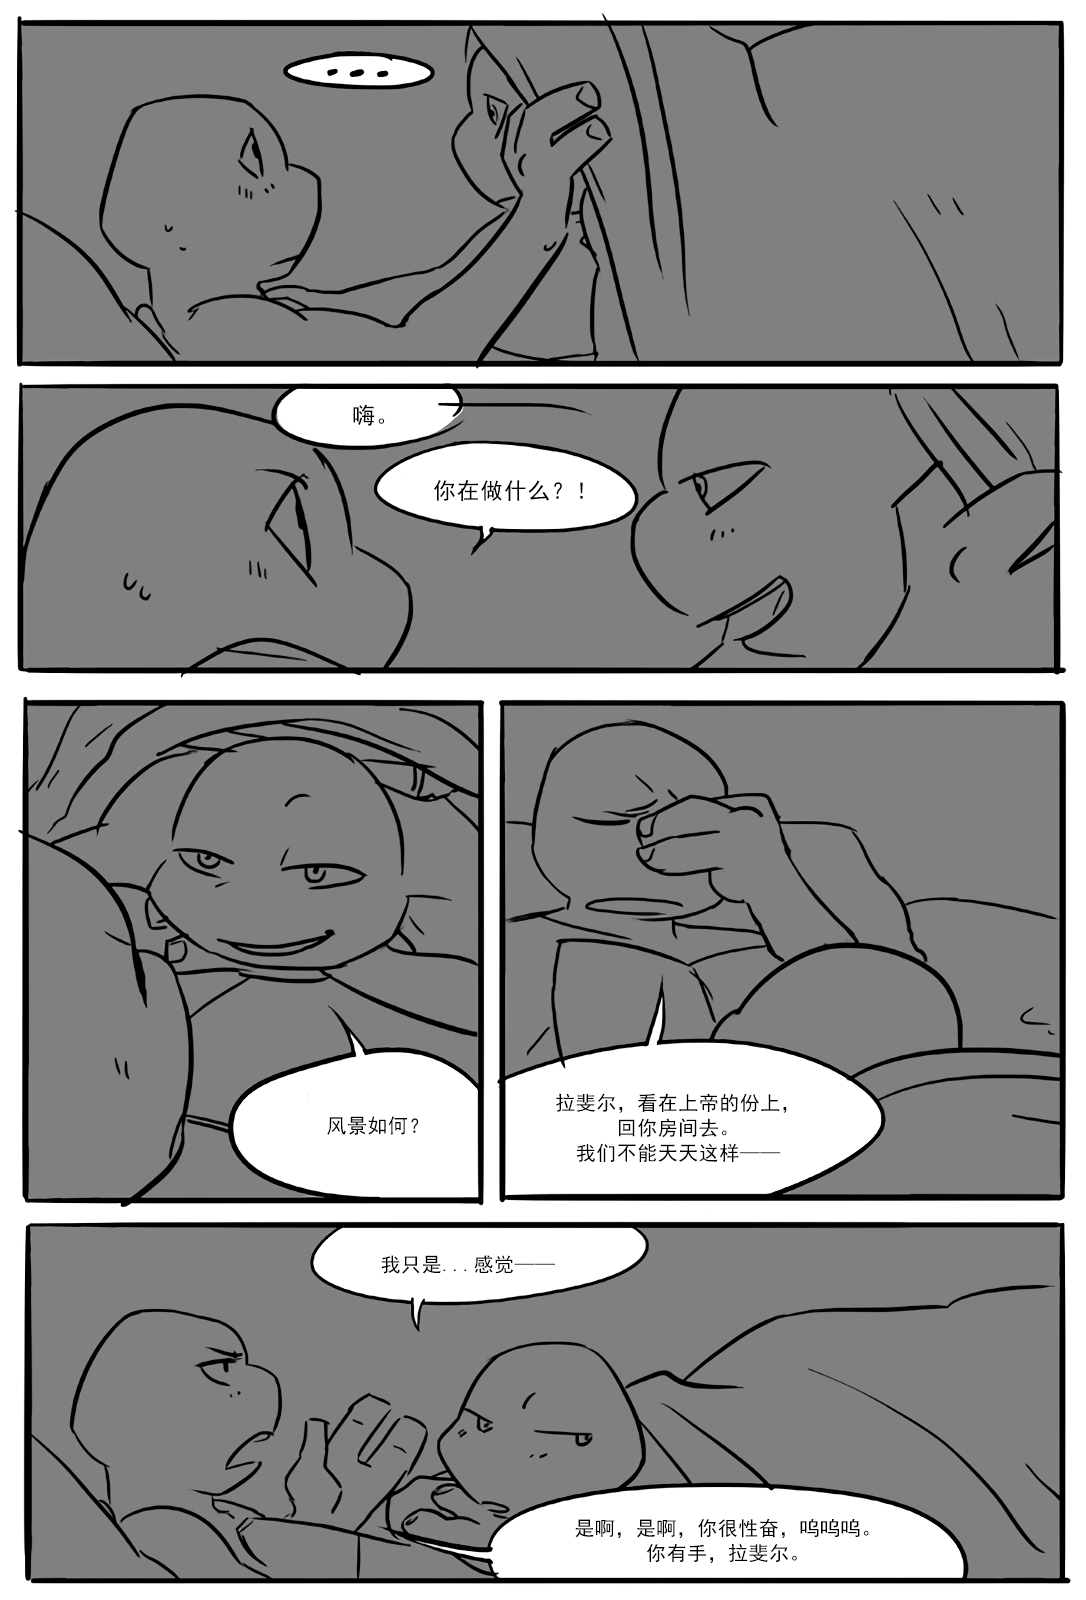 ...
嗨。
你在做什么？！
风景如何？
拉斐尔，看在上帝的份上，
回你房间去。
我们不能天天这样——
我只是...感觉——
是啊，是啊，你很性奋，呜呜呜。
你有手，拉斐尔。